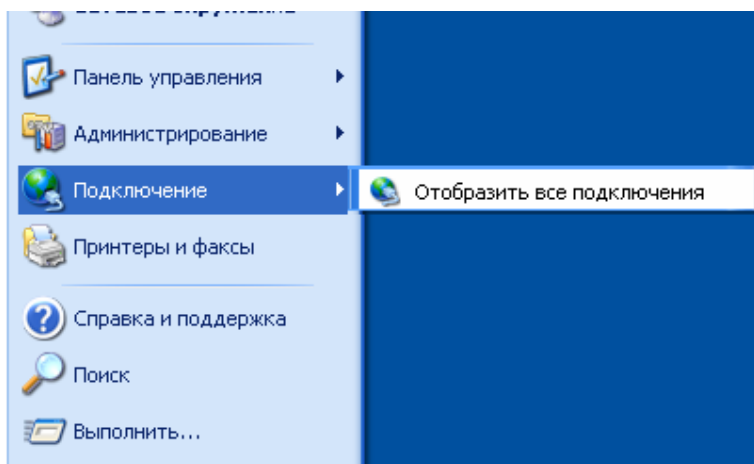 Панель управления
Администрирование
Подключение
Отобразить все подключения
Принтеры и факсы
Справка и поддержка
Поиск
Выполнить...